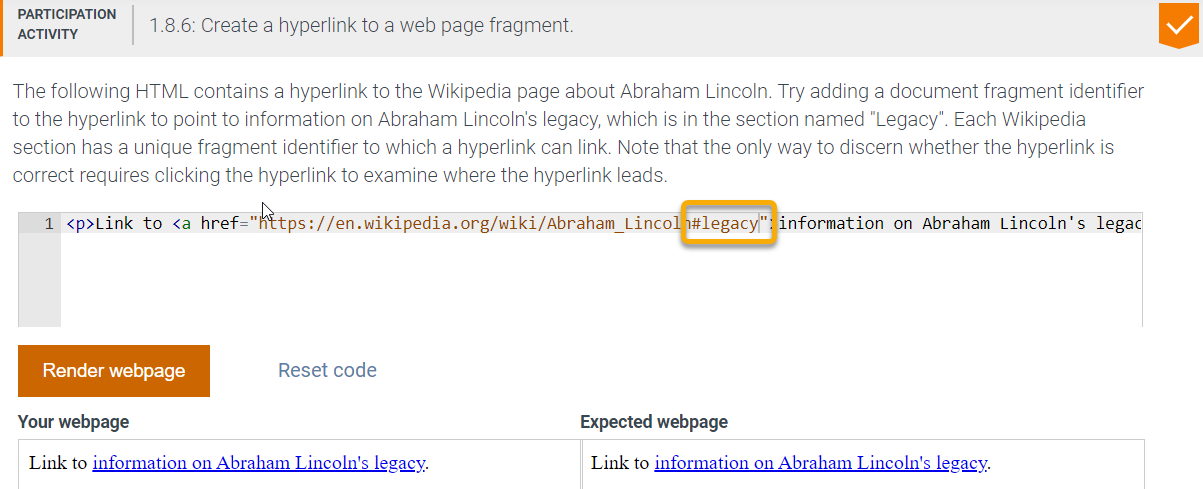 PARTICIPATION
ACTIVITY
1.8.6: Create a hyperlink to a web page fragment.
The following HTML contains a hyperlink to the Wikipedia page about Abraham Lincoln. Try adding a document fragment identifier
to the hyperlink to point to information on Abraham Lincoln's legacy, which is in the section named "Legacy". Each Wikipedia
section has a unique fragment identifier to which a hyperlink can link. Note that the only way to discern whether the hyperlink is
correct requires clicking the hyperlink to examine where the hyperlink leads.
1 <p>Link to <a href="https://en.wikipedia.org/wiki/Abraham_Lincoln#legacy">information on Abraham Lincoln's legac
Render webpage Reset code
Your webpage Expected webpage
Link to information on Abraham Lincoln's legacy. Link to information on Abraham Lincoln's legacy.